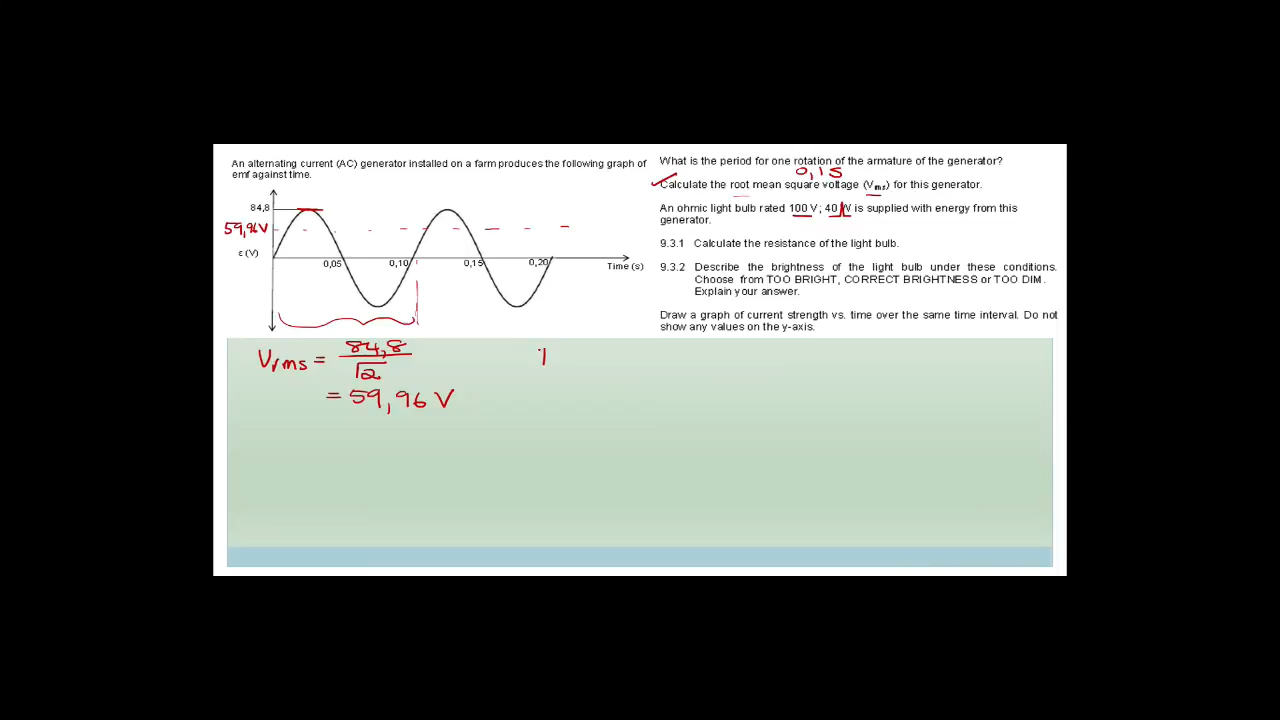 An alternating current (AC) generator installed on a farm produces the following graph of
emf against time.
84,8
59,96V
ε (V)
0,05
0,10
0,15
0,20
Time (s)
What is the period for one rotation of the armature of the generator?
0,1s
Calculate the root mean square voltage (Vrms) for this generator.
An ohmic light bulb rated 100 V; 40 W is supplied with energy from this
generator.
9.3.1 Calculate the resistance of the light bulb.
9.3.2 Describe the brightness of the light bulb under these conditions.
Choose from TOO BRIGHT, CORRECT BRIGHTNESS or TOO DIM.
Explain your answer.
Draw a graph of current strength vs. time over the same time interval. Do not
show any values on the y-axis.
Vrms = 84,8
√2
= 59,96 V